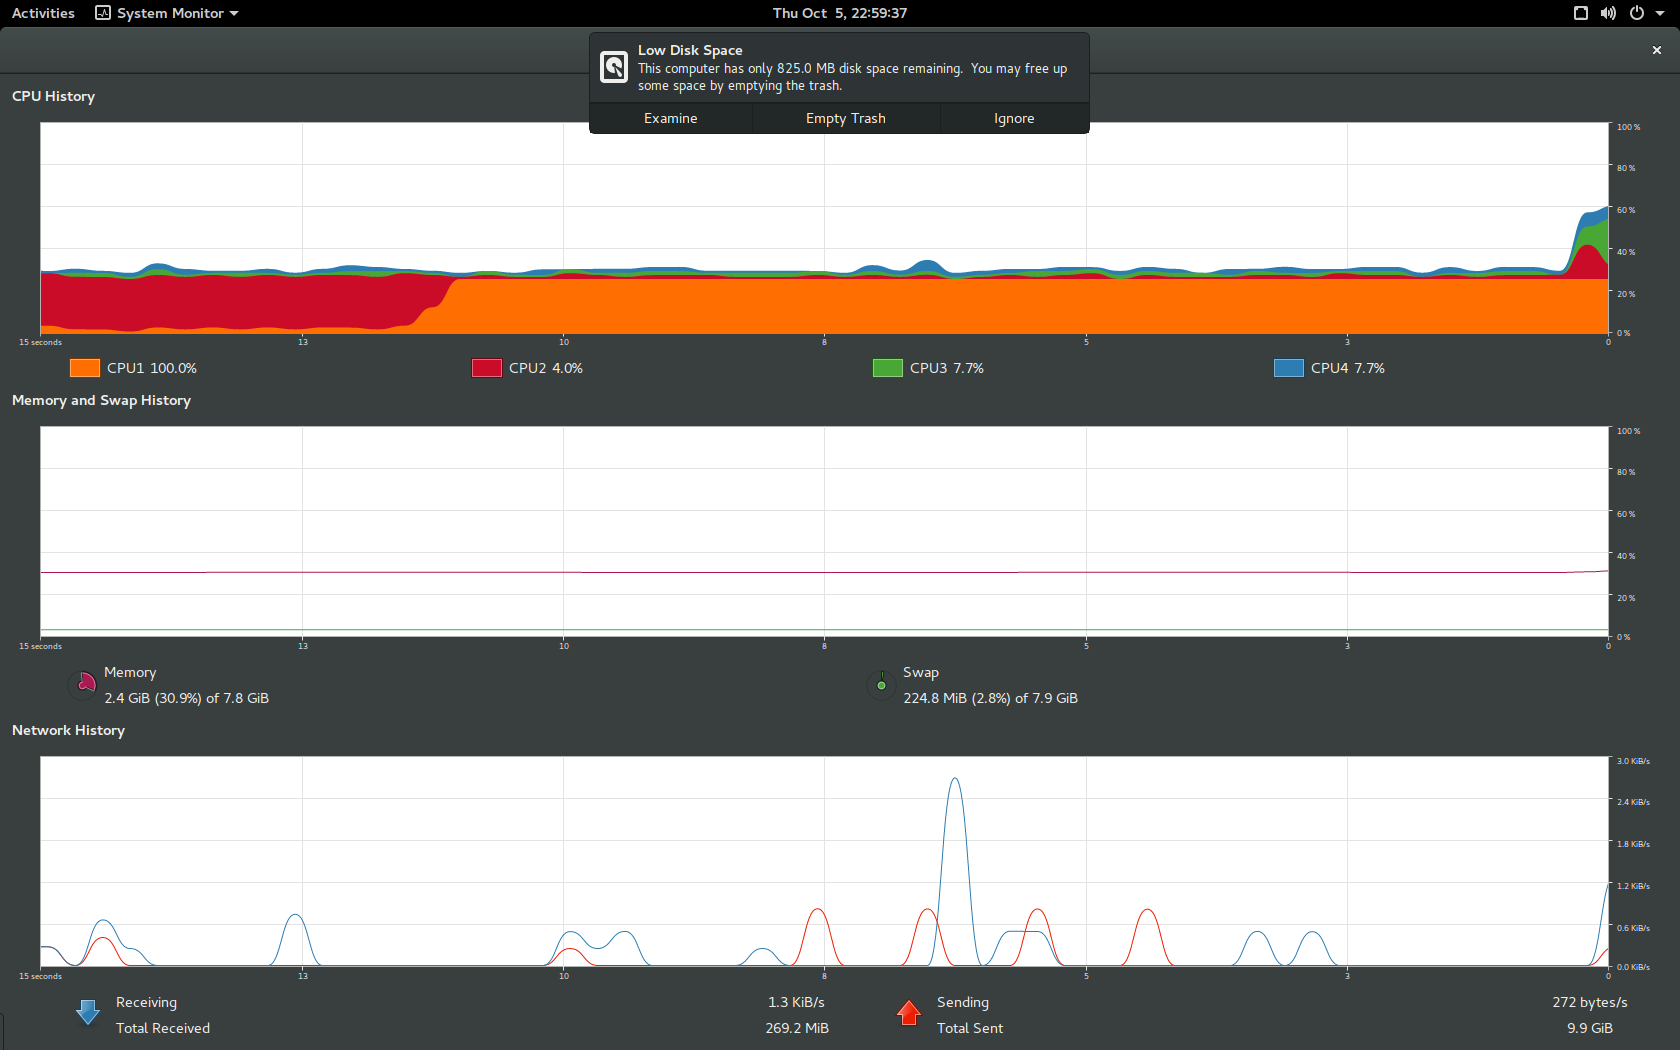 Activities
System Monitor
Thu Oct  5, 22:59:37
Low Disk Space
This computer has only 825.0 MB disk space remaining.  You may free up
some space by emptying the trash.
Examine
Empty Trash
Ignore
CPU History
100 %
80 %
60 %
40 %
20 %
0 %
15 seconds
13
10
8
5
3
0
CPU1 100.0%
CPU2 4.0%
CPU3 7.7%
CPU4 7.7%
Memory and Swap History
100 %
80 %
60 %
40 %
20 %
0 %
15 seconds
13
10
8
5
3
0
Memory
2.4 GiB (30.9%) of 7.8 GiB
Swap
224.8 MiB (2.8%) of 7.9 GiB
Network History
3.0 KiB/s
2.4 KiB/s
1.8 KiB/s
1.2 KiB/s
0.6 KiB/s
0.0 KiB/s
15 seconds
13
10
8
5
3
0
Receiving
1.3 KiB/s
Total Received
269.2 MiB
Sending
272 bytes/s
Total Sent
9.9 GiB